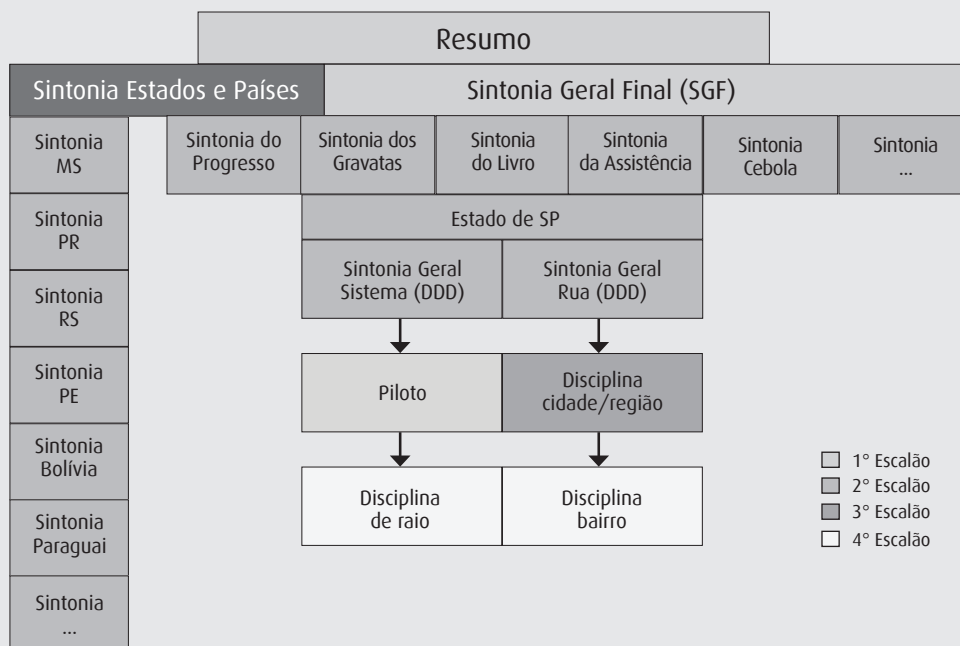 Resumo
Sintonia Estados e Países
Sintonia Geral Final (SGF)
Sintonia
MS
Sintonia do
Progresso
Sintonia dos
Gravatas
Sintonia
do Livro
Sintonia
da Assistência
Sintonia
Cebola
Sintonia
...
Sintonia
PR
Sintonia
RS
Sintonia
PE
Sintonia
Bolívia
Sintonia
Paraguai
Sintonia
...
Estado de SP
Sintonia Geral
Sistema (DDD)
Sintonia Geral
Rua (DDD)
Piloto
Disciplina
cidade/região
Disciplina
de raio
Disciplina
bairro
1° Escalão
2° Escalão
3° Escalão
4° Escalão